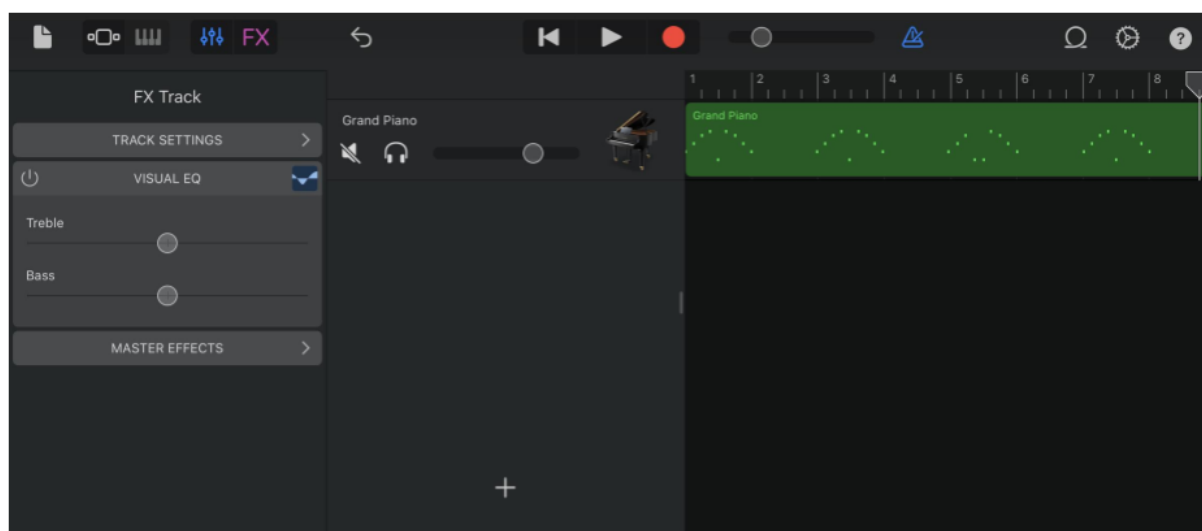 FX
FX Track
TRACK SETTINGS
VISUAL EQ
Treble
Bass
MASTER EFFECTS
Grand Piano
1 2 3 4 5 6 7 8
Grand Piano
?